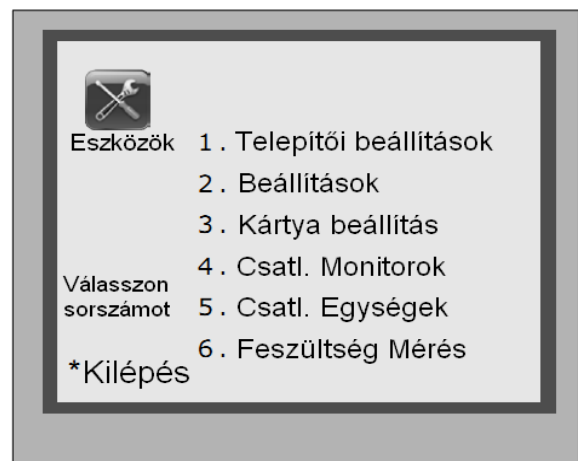 Eszközök
1. Telepítői beállítások
2. Beállítások
3. Kártya beállítás
4. Csatl. Monitorok
Válasszon
sorszámot
5. Csatl. Egységek
6. Feszültség Mérés
*Kilépés